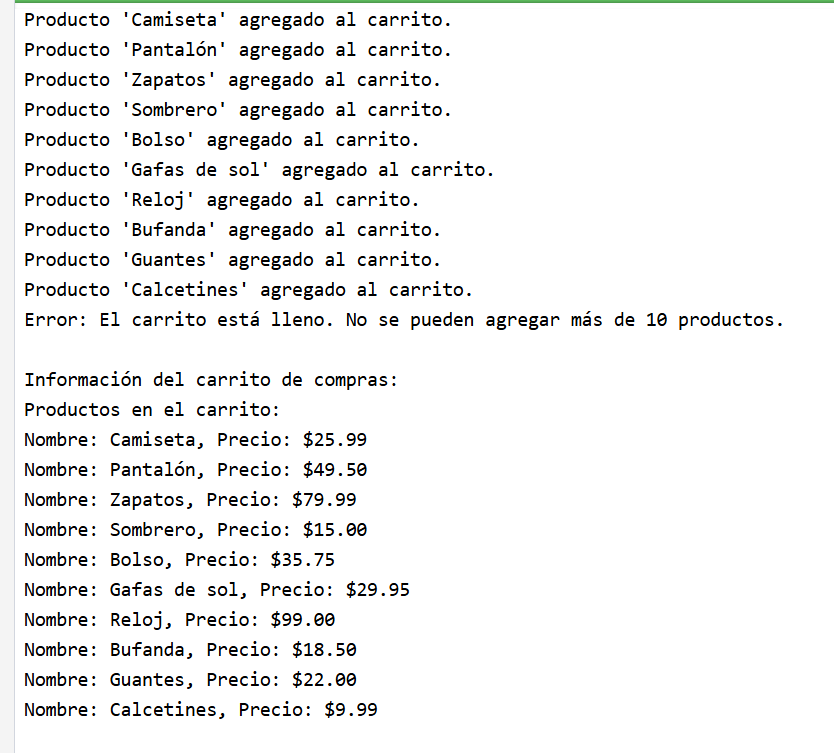 Producto 'Camiseta' agregado al carrito.
Producto 'Pantalón' agregado al carrito.
Producto 'Zapatos' agregado al carrito.
Producto 'Sombrero' agregado al carrito.
Producto 'Bolso' agregado al carrito.
Producto 'Gafas de sol' agregado al carrito.
Producto 'Reloj' agregado al carrito.
Producto 'Bufanda' agregado al carrito.
Producto 'Guantes' agregado al carrito.
Producto 'Calcetines' agregado al carrito.
Error: El carrito está lleno. No se pueden agregar más de 10 productos.

Información del carrito de compras:
Productos en el carrito:
Nombre: Camiseta, Precio: $25.99
Nombre: Pantalón, Precio: $49.50
Nombre: Zapatos, Precio: $79.99
Nombre: Sombrero, Precio: $15.00
Nombre: Bolso, Precio: $35.75
Nombre: Gafas de sol, Precio: $29.95
Nombre: Reloj, Precio: $99.00
Nombre: Bufanda, Precio: $18.50
Nombre: Guantes, Precio: $22.00
Nombre: Calcetines, Precio: $9.99